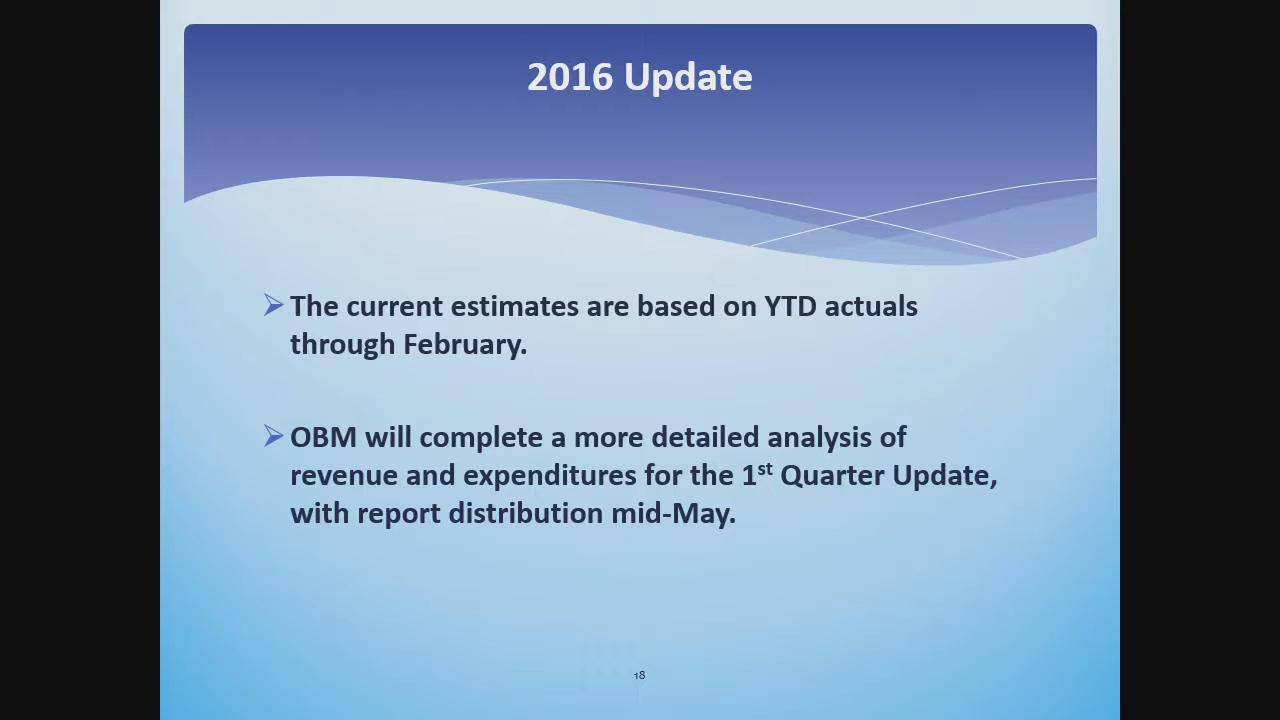 2016 Update
The current estimates are based on YTD actuals
through February.
OBM will complete a more detailed analysis of
revenue and expenditures for the 1st Quarter Update,
with report distribution mid-May.
18